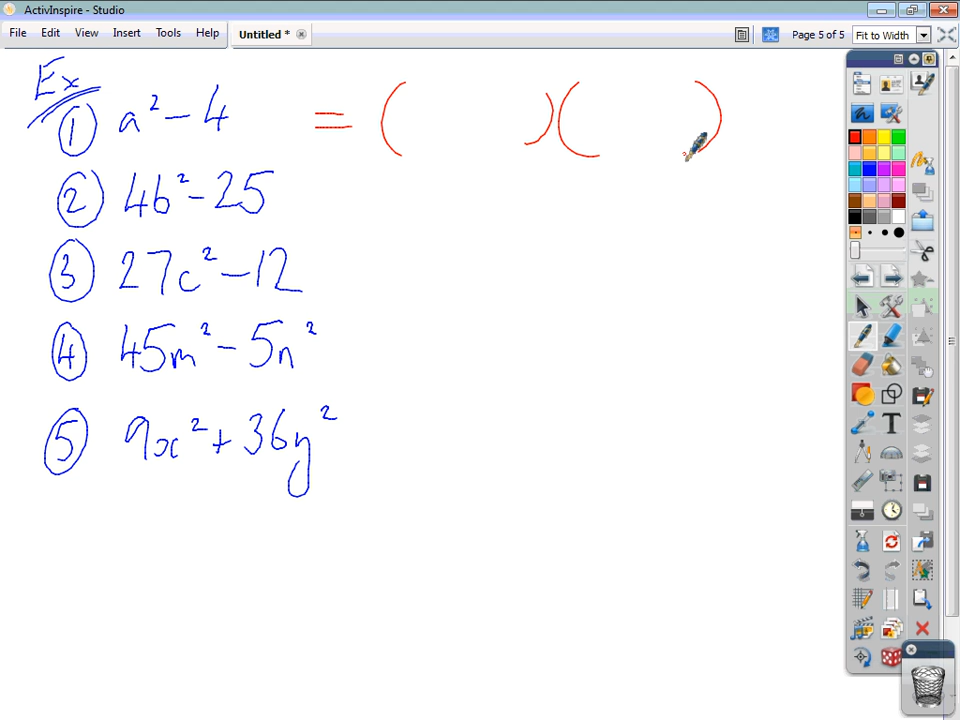 ActivInspire - Studio
File Edit View Insert Tools Help Untitled * Page 5 of 5 Fit to Width
Ex
① a² - 4 = ( )( )
② 4b² - 25
③ 27c² - 12
④ 45m² - 5n²
⑤ 9x² + 36y²